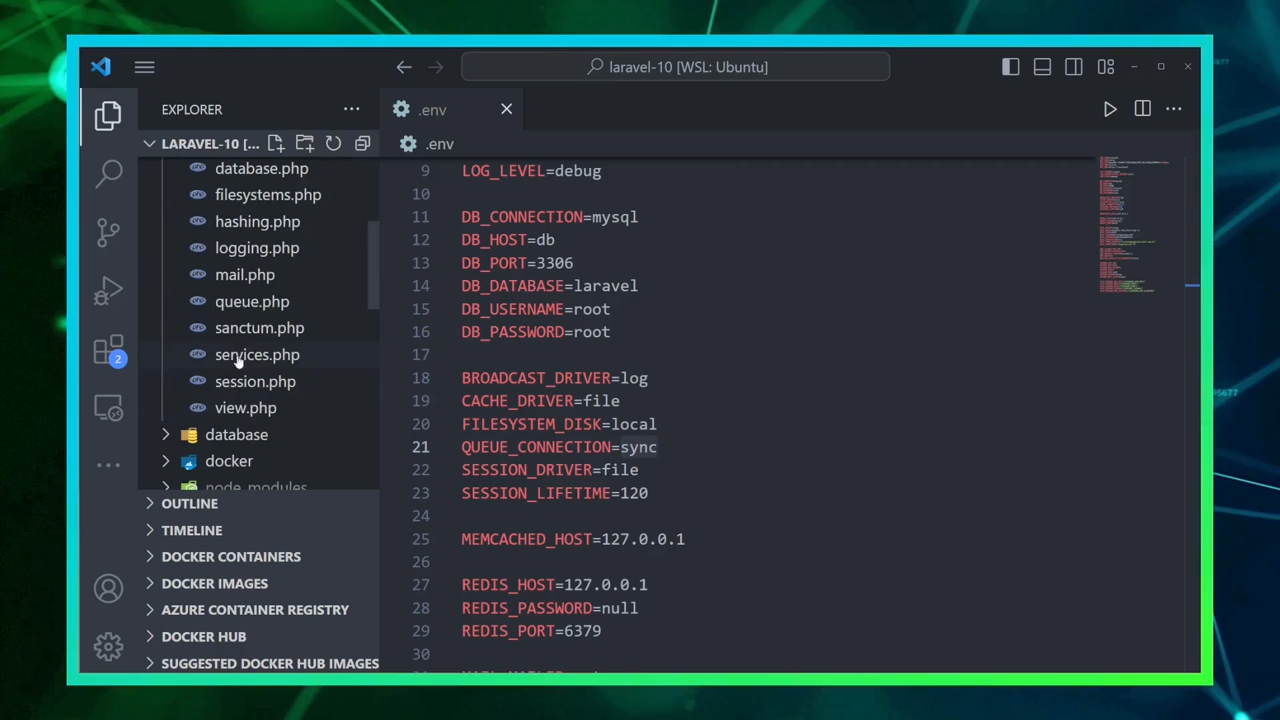 laravel-10 [WSL: Ubuntu]
EXPLORER
.env
LARAVEL-10 [...
.env
database.php
filesystems.php
hashing.php
logging.php
mail.php
queue.php
sanctum.php
services.php
session.php
view.php
database
docker
node_modules
OUTLINE
TIMELINE
DOCKER CONTAINERS
DOCKER IMAGES
AZURE CONTAINER REGISTRY
DOCKER HUB
SUGGESTED DOCKER HUB IMAGES
2
9 LOG_LEVEL=debug
10
11 DB_CONNECTION=mysql
12 DB_HOST=db
13 DB_PORT=3306
14 DB_DATABASE=laravel
15 DB_USERNAME=root
16 DB_PASSWORD=root
17
18 BROADCAST_DRIVER=log
19 CACHE_DRIVER=file
20 FILESYSTEM_DISK=local
21 QUEUE_CONNECTION=sync
22 SESSION_DRIVER=file
23 SESSION_LIFETIME=120
24
25 MEMCACHED_HOST=127.0.0.1
26
27 REDIS_HOST=127.0.0.1
28 REDIS_PASSWORD=null
29 REDIS_PORT=6379
30